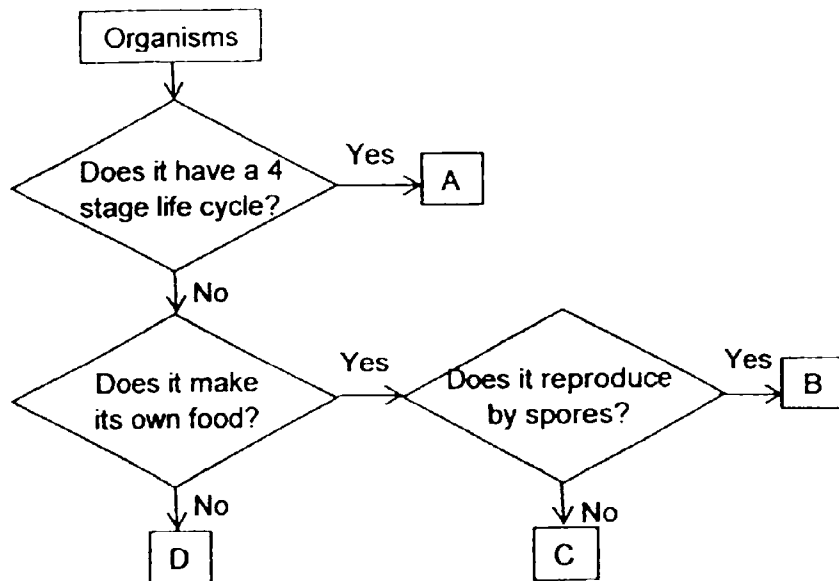 Organisms
Does it have a 4
stage life cycle?
Yes
A
No
Does it make
its own food?
Yes
Does it reproduce
by spores?
Yes
B
No
D
No
C